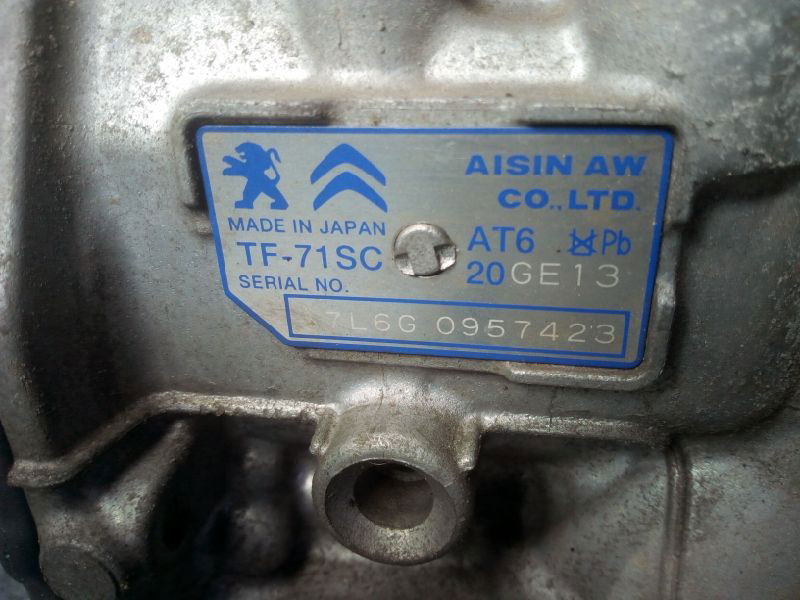 AISIN AW
CO.,LTD.
MADE IN JAPAN
TF-71SC
AT6 Pb
20GE13
SERIAL NO.
7L6G 0957423